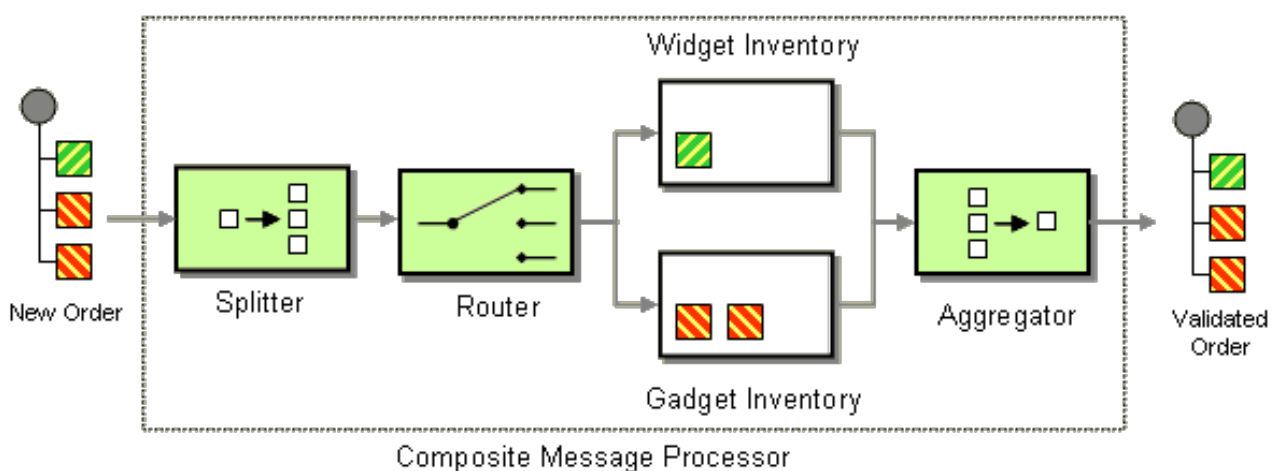 Widget Inventory
New Order
Splitter
Router
Aggregator
Validated
Order
Gadget Inventory
Composite Message Processor